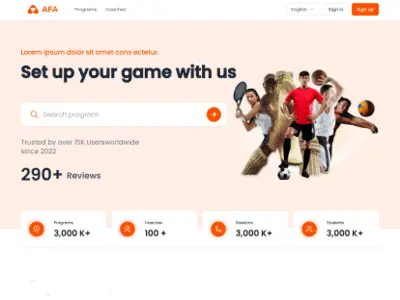 AFA
Programs Coaches
English Sign in Sign up
Lorem ipsum dolor sit amet cons ectetur.
Set up your game with us
Search program
Trusted by over 15K Usersworldwide
since 2022
290+ Reviews
Programs
3,000 K+
Coaches
100 +
Sessions
3,000 K+
Students
3,000 K+